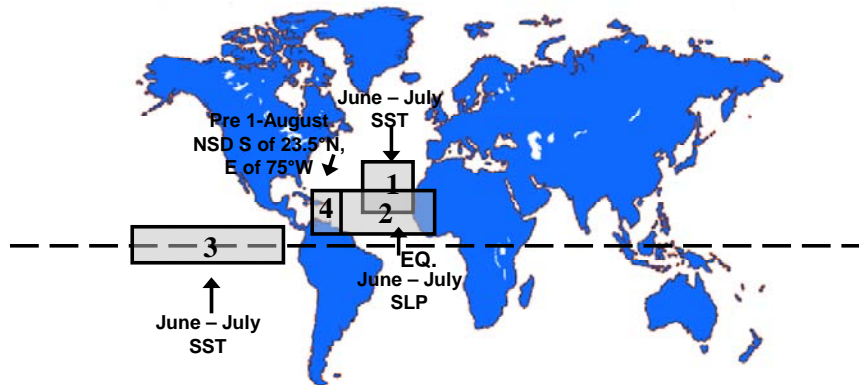 June – July
SST
Pre 1-August
NSD S of 23.5°N,
E of 75°W
1
4
2
3
EQ.
June – July
SLP
June – July
SST